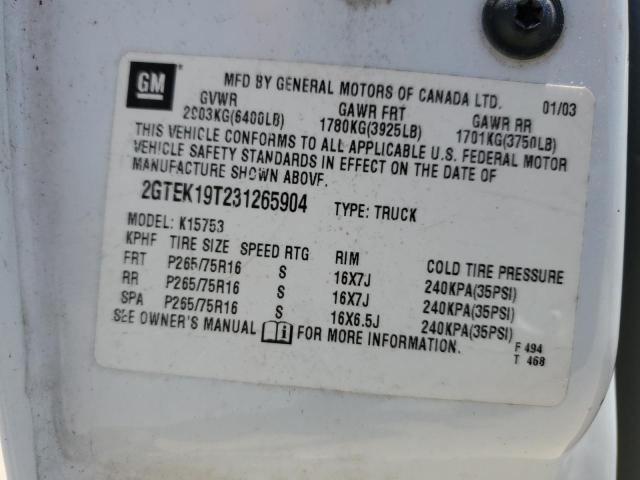 GM
MFD BY GENERAL MOTORS OF CANADA LTD. 01/03
GVWR GAWR FRT GAWR RR
2903KG(6400LB) 1780KG(3925LB) 1701KG(3750LB)
THIS VEHICLE CONFORMS TO ALL APPLICABLE U.S. FEDERAL MOTOR
VEHICLE SAFETY STANDARDS IN EFFECT ON THE DATE OF
MANUFACTURE SHOWN ABOVE.
2GTEK19T231265904 TYPE: TRUCK
MODEL: K15753
KPHF TIRE SIZE SPEED RTG RIM COLD TIRE PRESSURE
FRT P265/75R16 S 16X7J 240KPA(35PSI)
RR P265/75R16 S 16X7J 240KPA(35PSI)
SPA P265/75R16 S 16X6.5J 240KPA(35PSI)
SEE OWNER'S MANUAL FOR MORE INFORMATION.
F 494
T 468